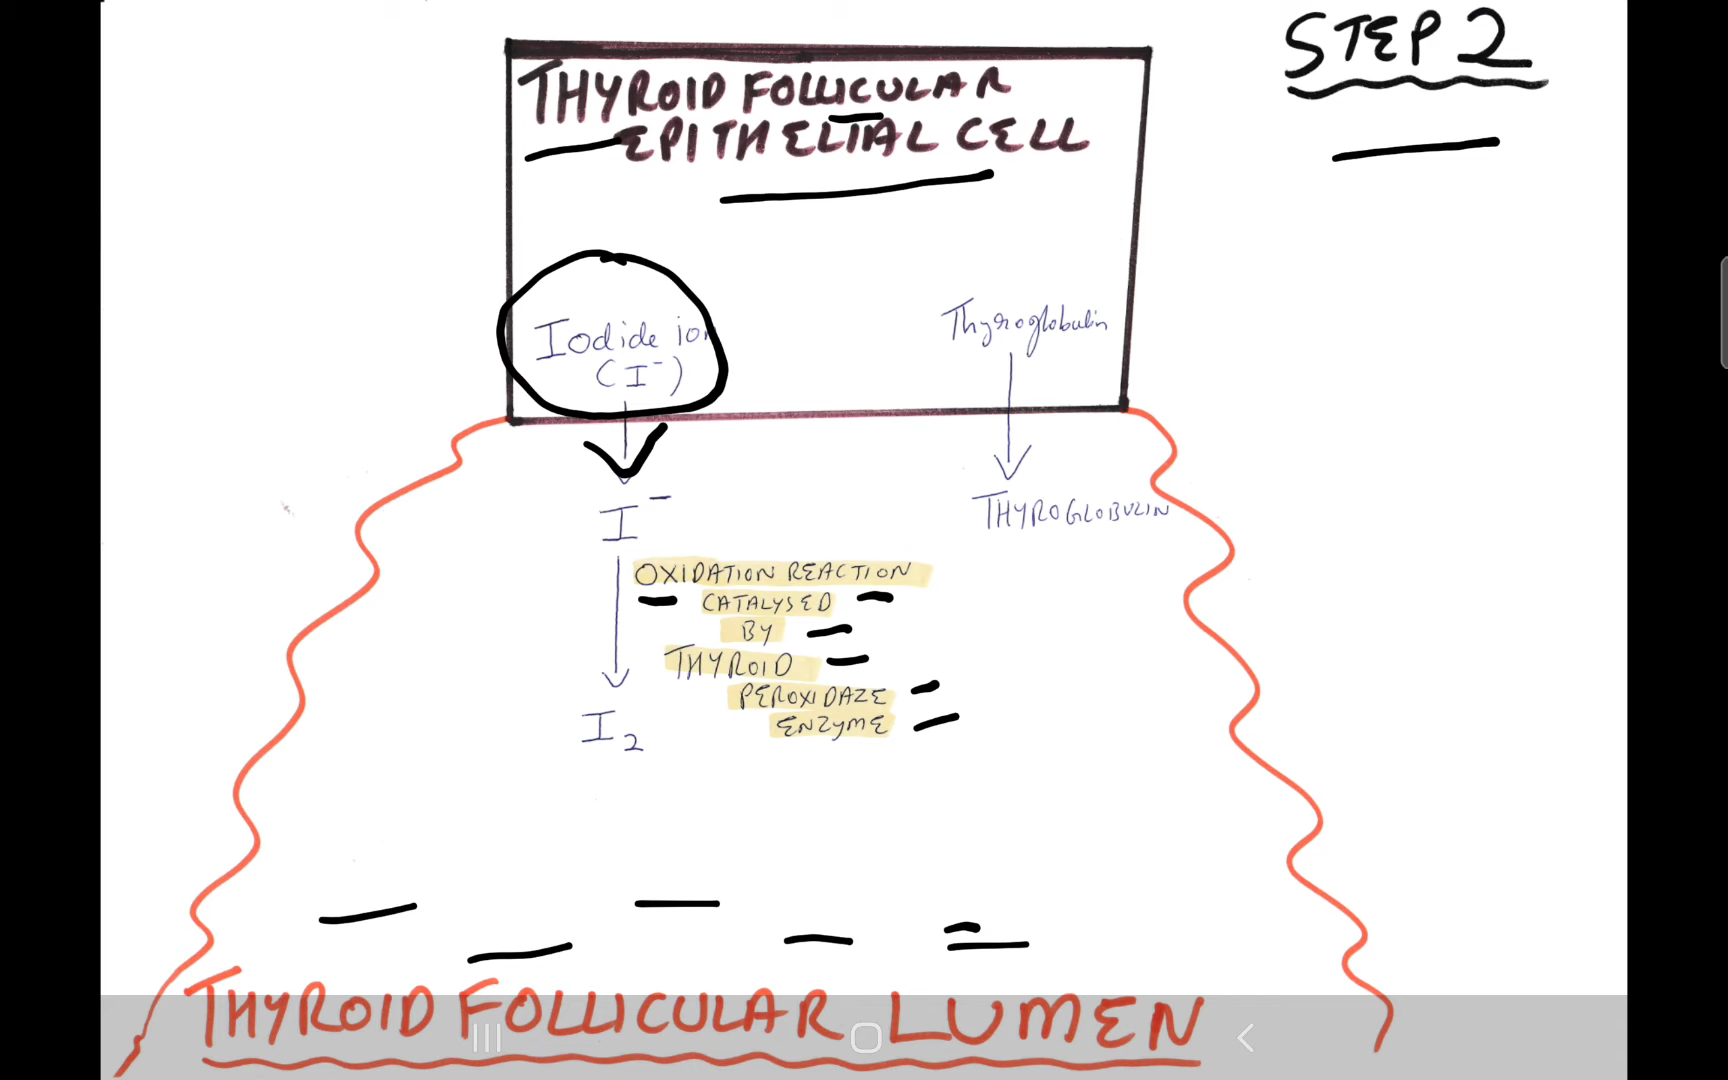 STEP 2
THYROID FOLLICULAR
EPITHELIAL CELL
Iodide ion
(I⁻)
Thyroglobulin
I⁻
THYROGLOBULIN
OXIDATION REACTION
CATALYSED
BY
THYROID
PEROXIDAZE
ENZYME
I₂
THYROID FOLLICULAR LUMEN